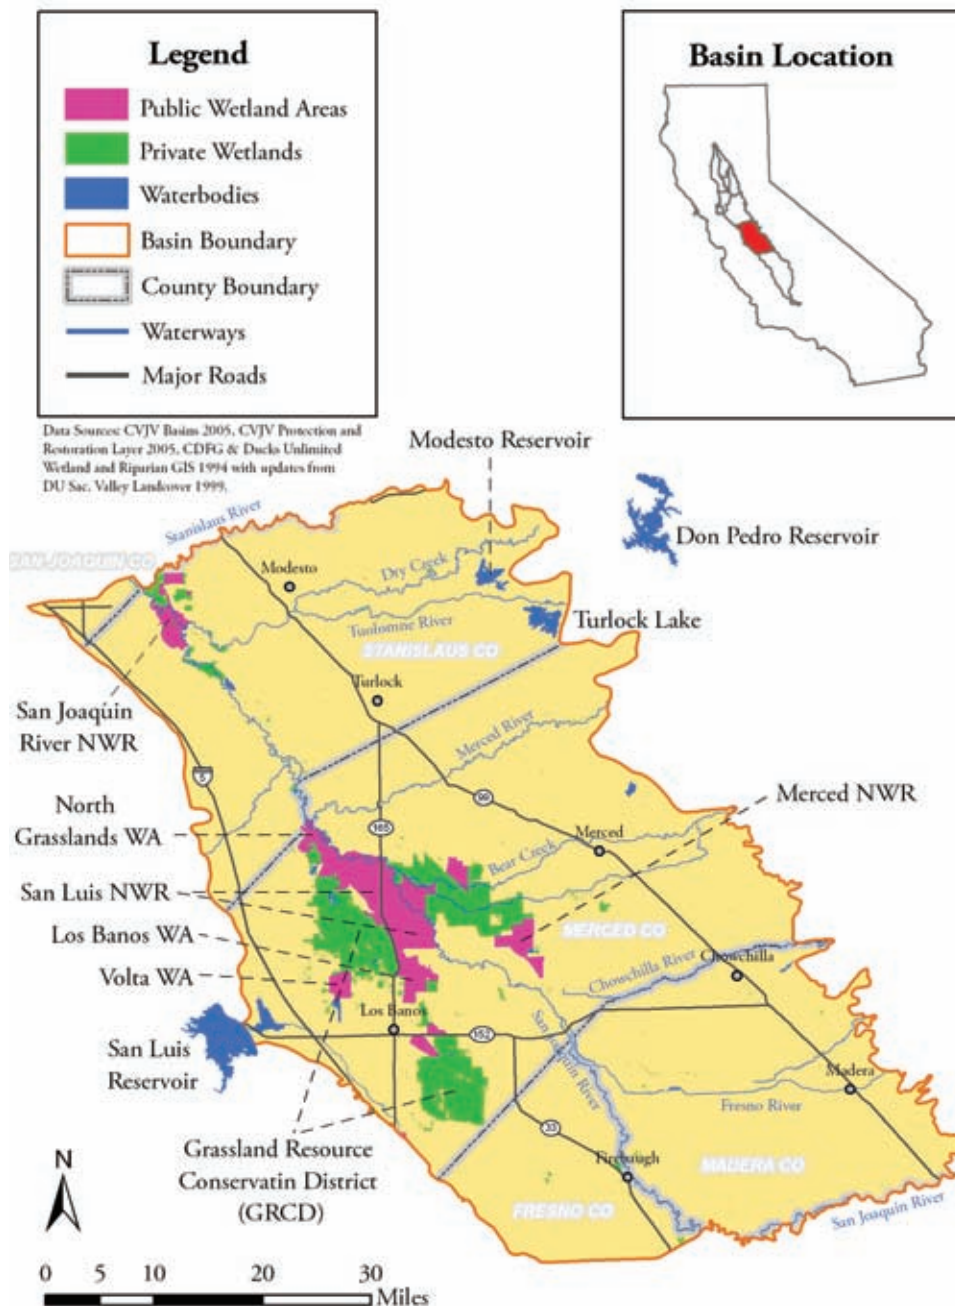 Legend
Public Wetland Areas
Private Wetlands
Waterbodies
Basin Boundary
County Boundary
Waterways
Major Roads
Basin Location
Data Sources: CVJV Basins 2005, CVJV Protection and
Restoration Layer 2005, CDFG & Ducks Unlimited
Wetland and Riparian GIS 1994 with updates from
DU Sac. Valley Landcover 1999.
Modesto Reservoir
Don Pedro Reservoir
Stanislaus River
SAN JOAQUIN CO
Modesto
Dry Creek
Turlock Lake
Tuolomne River
STANISLAUS CO
Turlock
San Joaquin
River NWR
Merced River
5
99
Merced NWR
North
Grasslands WA
165
Merced
Bear Creek
San Luis NWR
Los Banos WA
MERCED CO
Volta WA
Chowchilla River
Chowchilla
Los Banos
152
San Joaquin River
San Luis
Reservoir
Madera
Fresno River
33
Grassland Resource
Conservatin District
(GRCD)
Firebaugh
MADERA CO
FRESNO CO
San Joaquin River
N
0 5 10 20 30
Miles